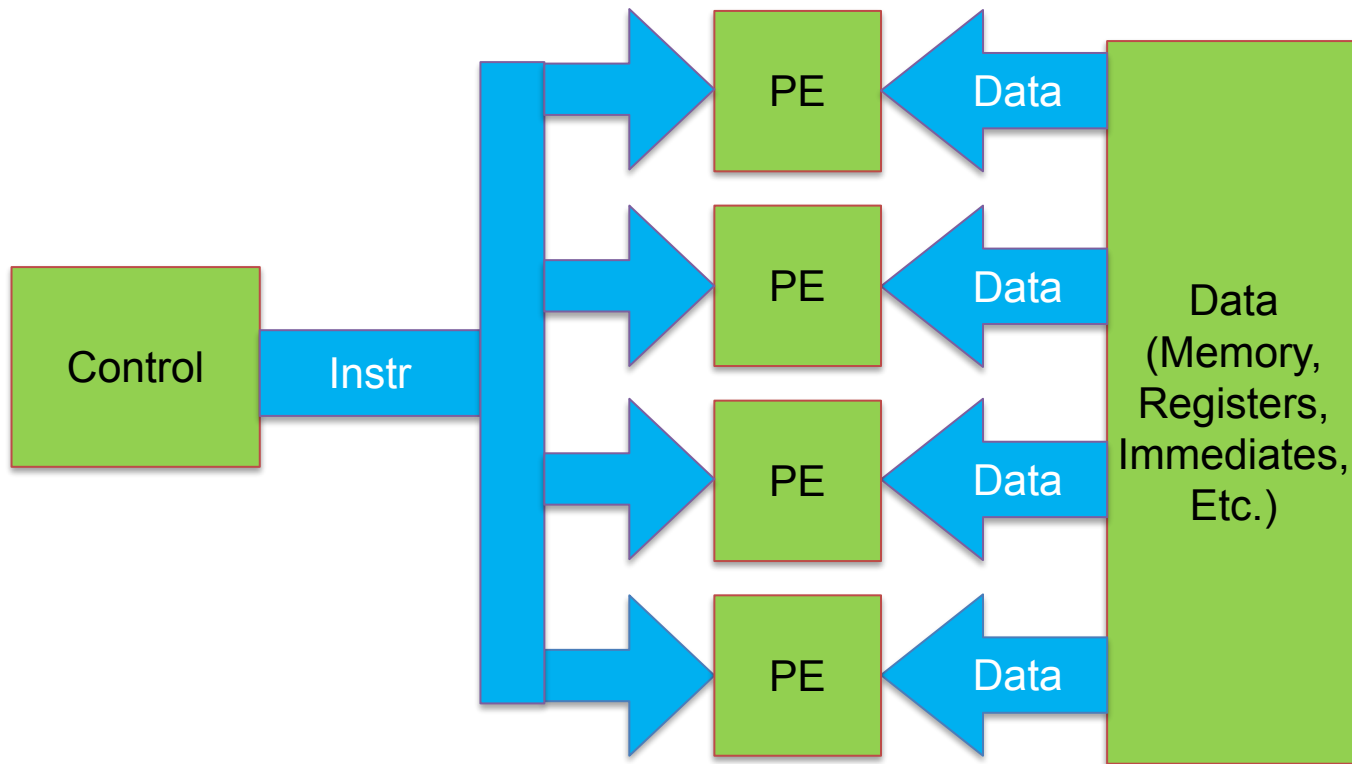 Control
Instr
PE
Data
PE
Data
PE
Data
PE
Data
Data
(Memory,
Registers,
Immediates,
Etc.)